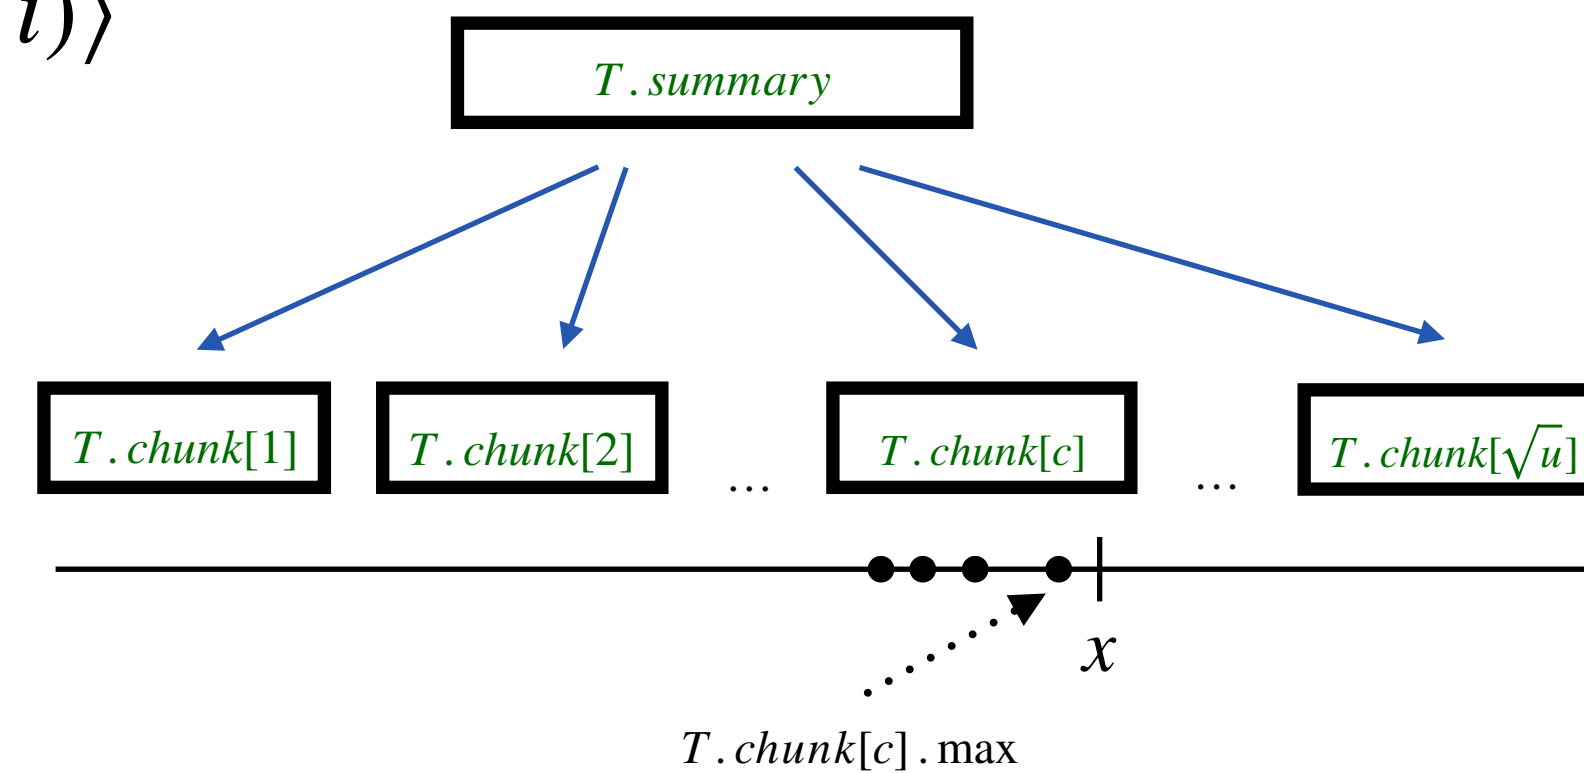 i)⟩
T.summary
T.chunk[1] T.chunk[2] … T.chunk[c] … T.chunk[√u]
x
T.chunk[c].max